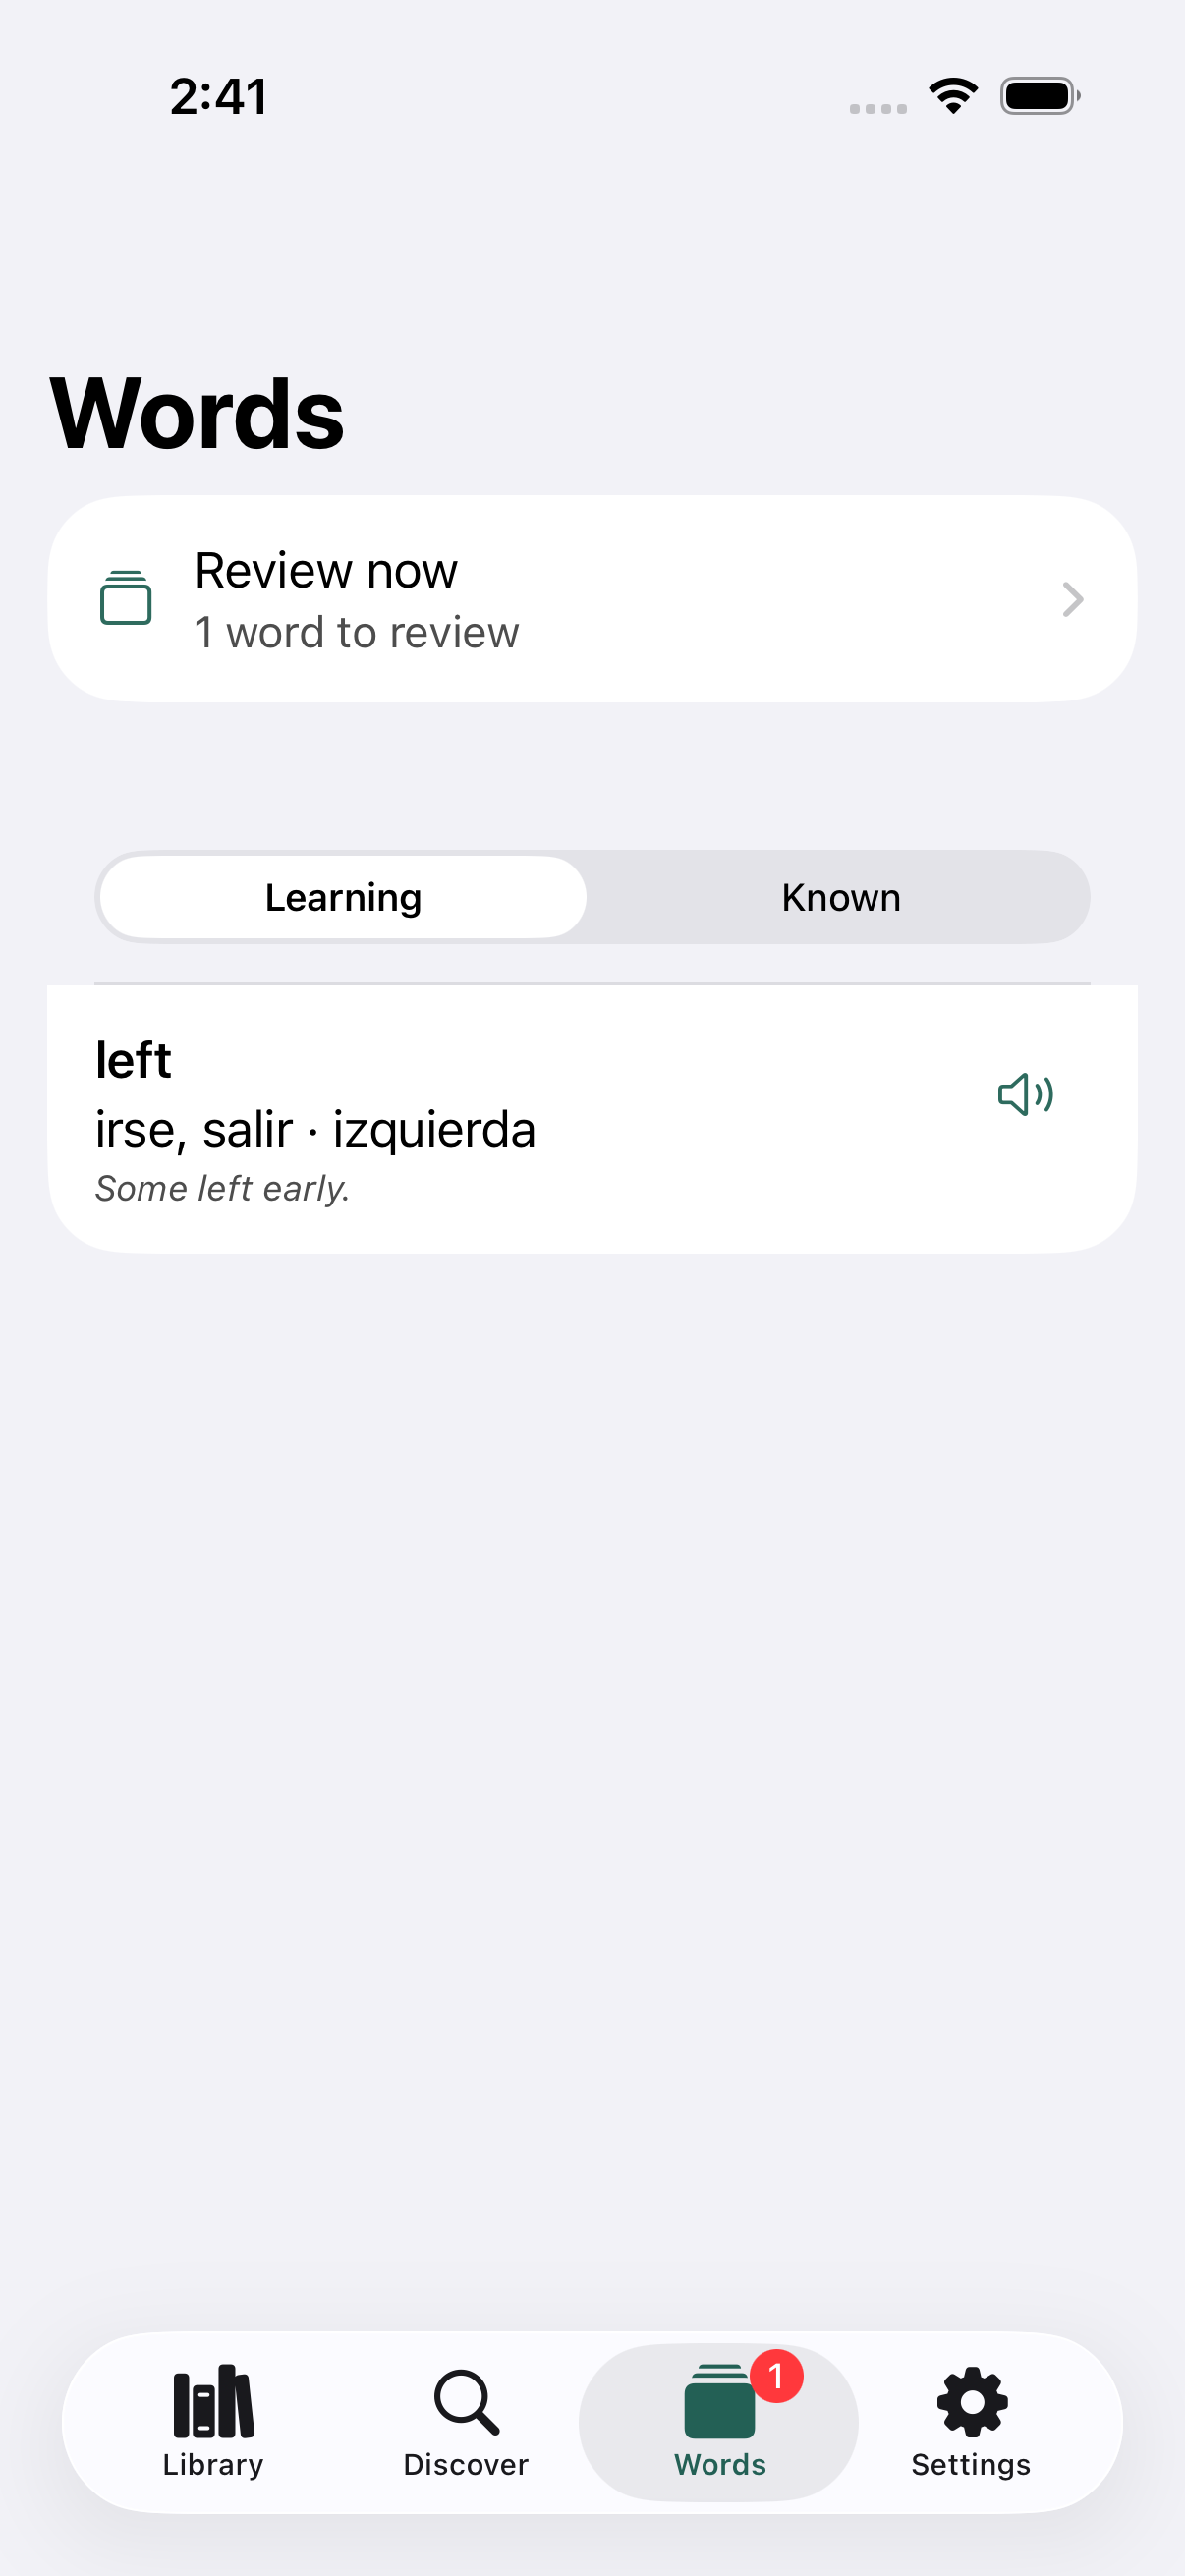 2:41
Words
Review now
1 word to review
Learning
Known
left
irse, salir · izquierda
Some left early.
1
Library
Discover
Words
Settings